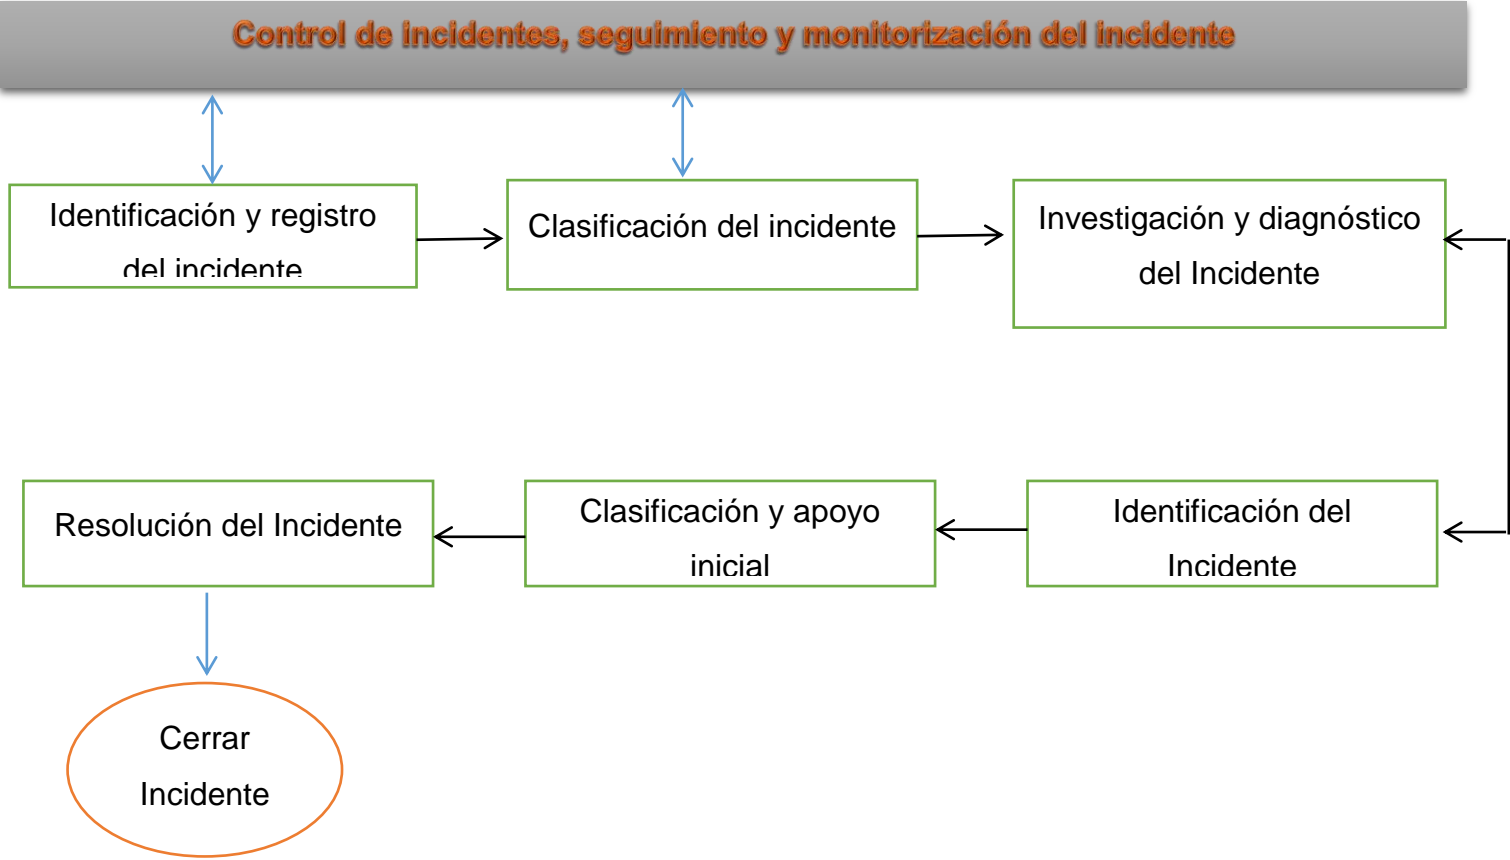 Control de incidentes, seguimiento y monitorización del incidente
Identificación y registro
del incidente
Clasificación del incidente
Investigación y diagnóstico
del Incidente
Identificación del
Incidente
Clasificación y apoyo
inicial
Resolución del Incidente
Cerrar
Incidente